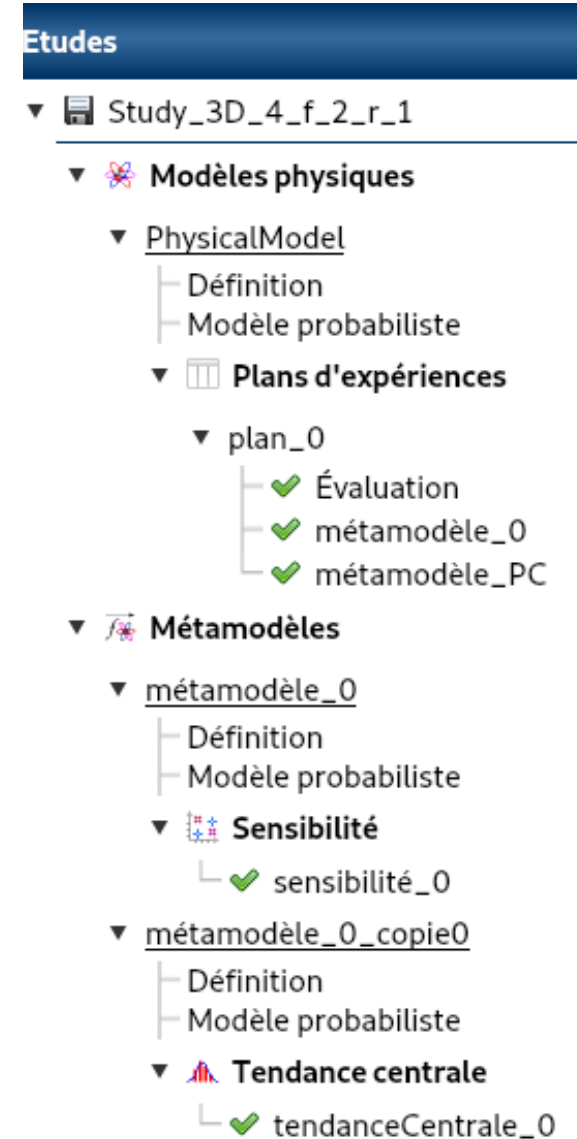 Etudes
Study_3D_4_f_2_r_1
Modèles physiques
PhysicalModel
Définition
Modèle probabiliste
Plans d'expériences
plan_0
Évaluation
métamodèle_0
métamodèle_PC
Métamodèles
métamodèle_0
Définition
Modèle probabiliste
Sensibilité
sensibilité_0
métamodèle_0_copie0
Définition
Modèle probabiliste
Tendance centrale
tendanceCentrale_0